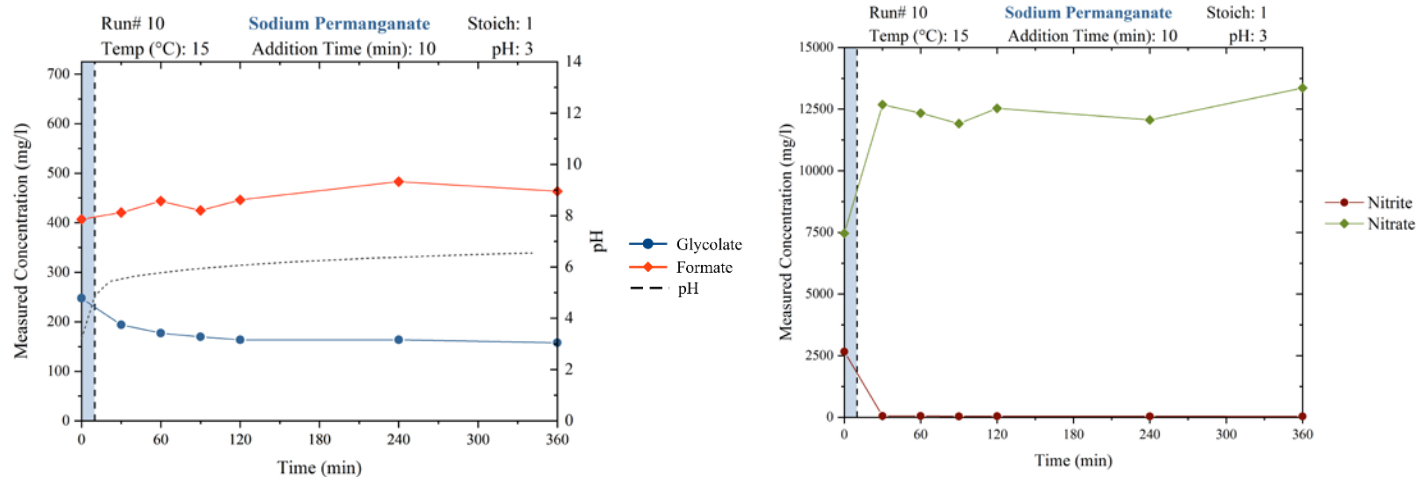 Run# 10 Sodium Permanganate Stoich: 1
Temp (°C): 15 Addition Time (min): 10 pH: 3
700
600
500
400
300
200
100
0
Measured Concentration (mg/l)
14
12
10
8
6
4
2
0
pH
0 60 120 180 240 300 360
Time (min)
Glycolate
Formate
pH
Run# 10 Sodium Permanganate Stoich: 1
Temp (°C): 15 Addition Time (min): 10 pH: 3
15000
12500
10000
7500
5000
2500
0
Measured Concentration (mg/l)
0 60 120 180 240 300 360
Time (min)
Nitrite
Nitrate